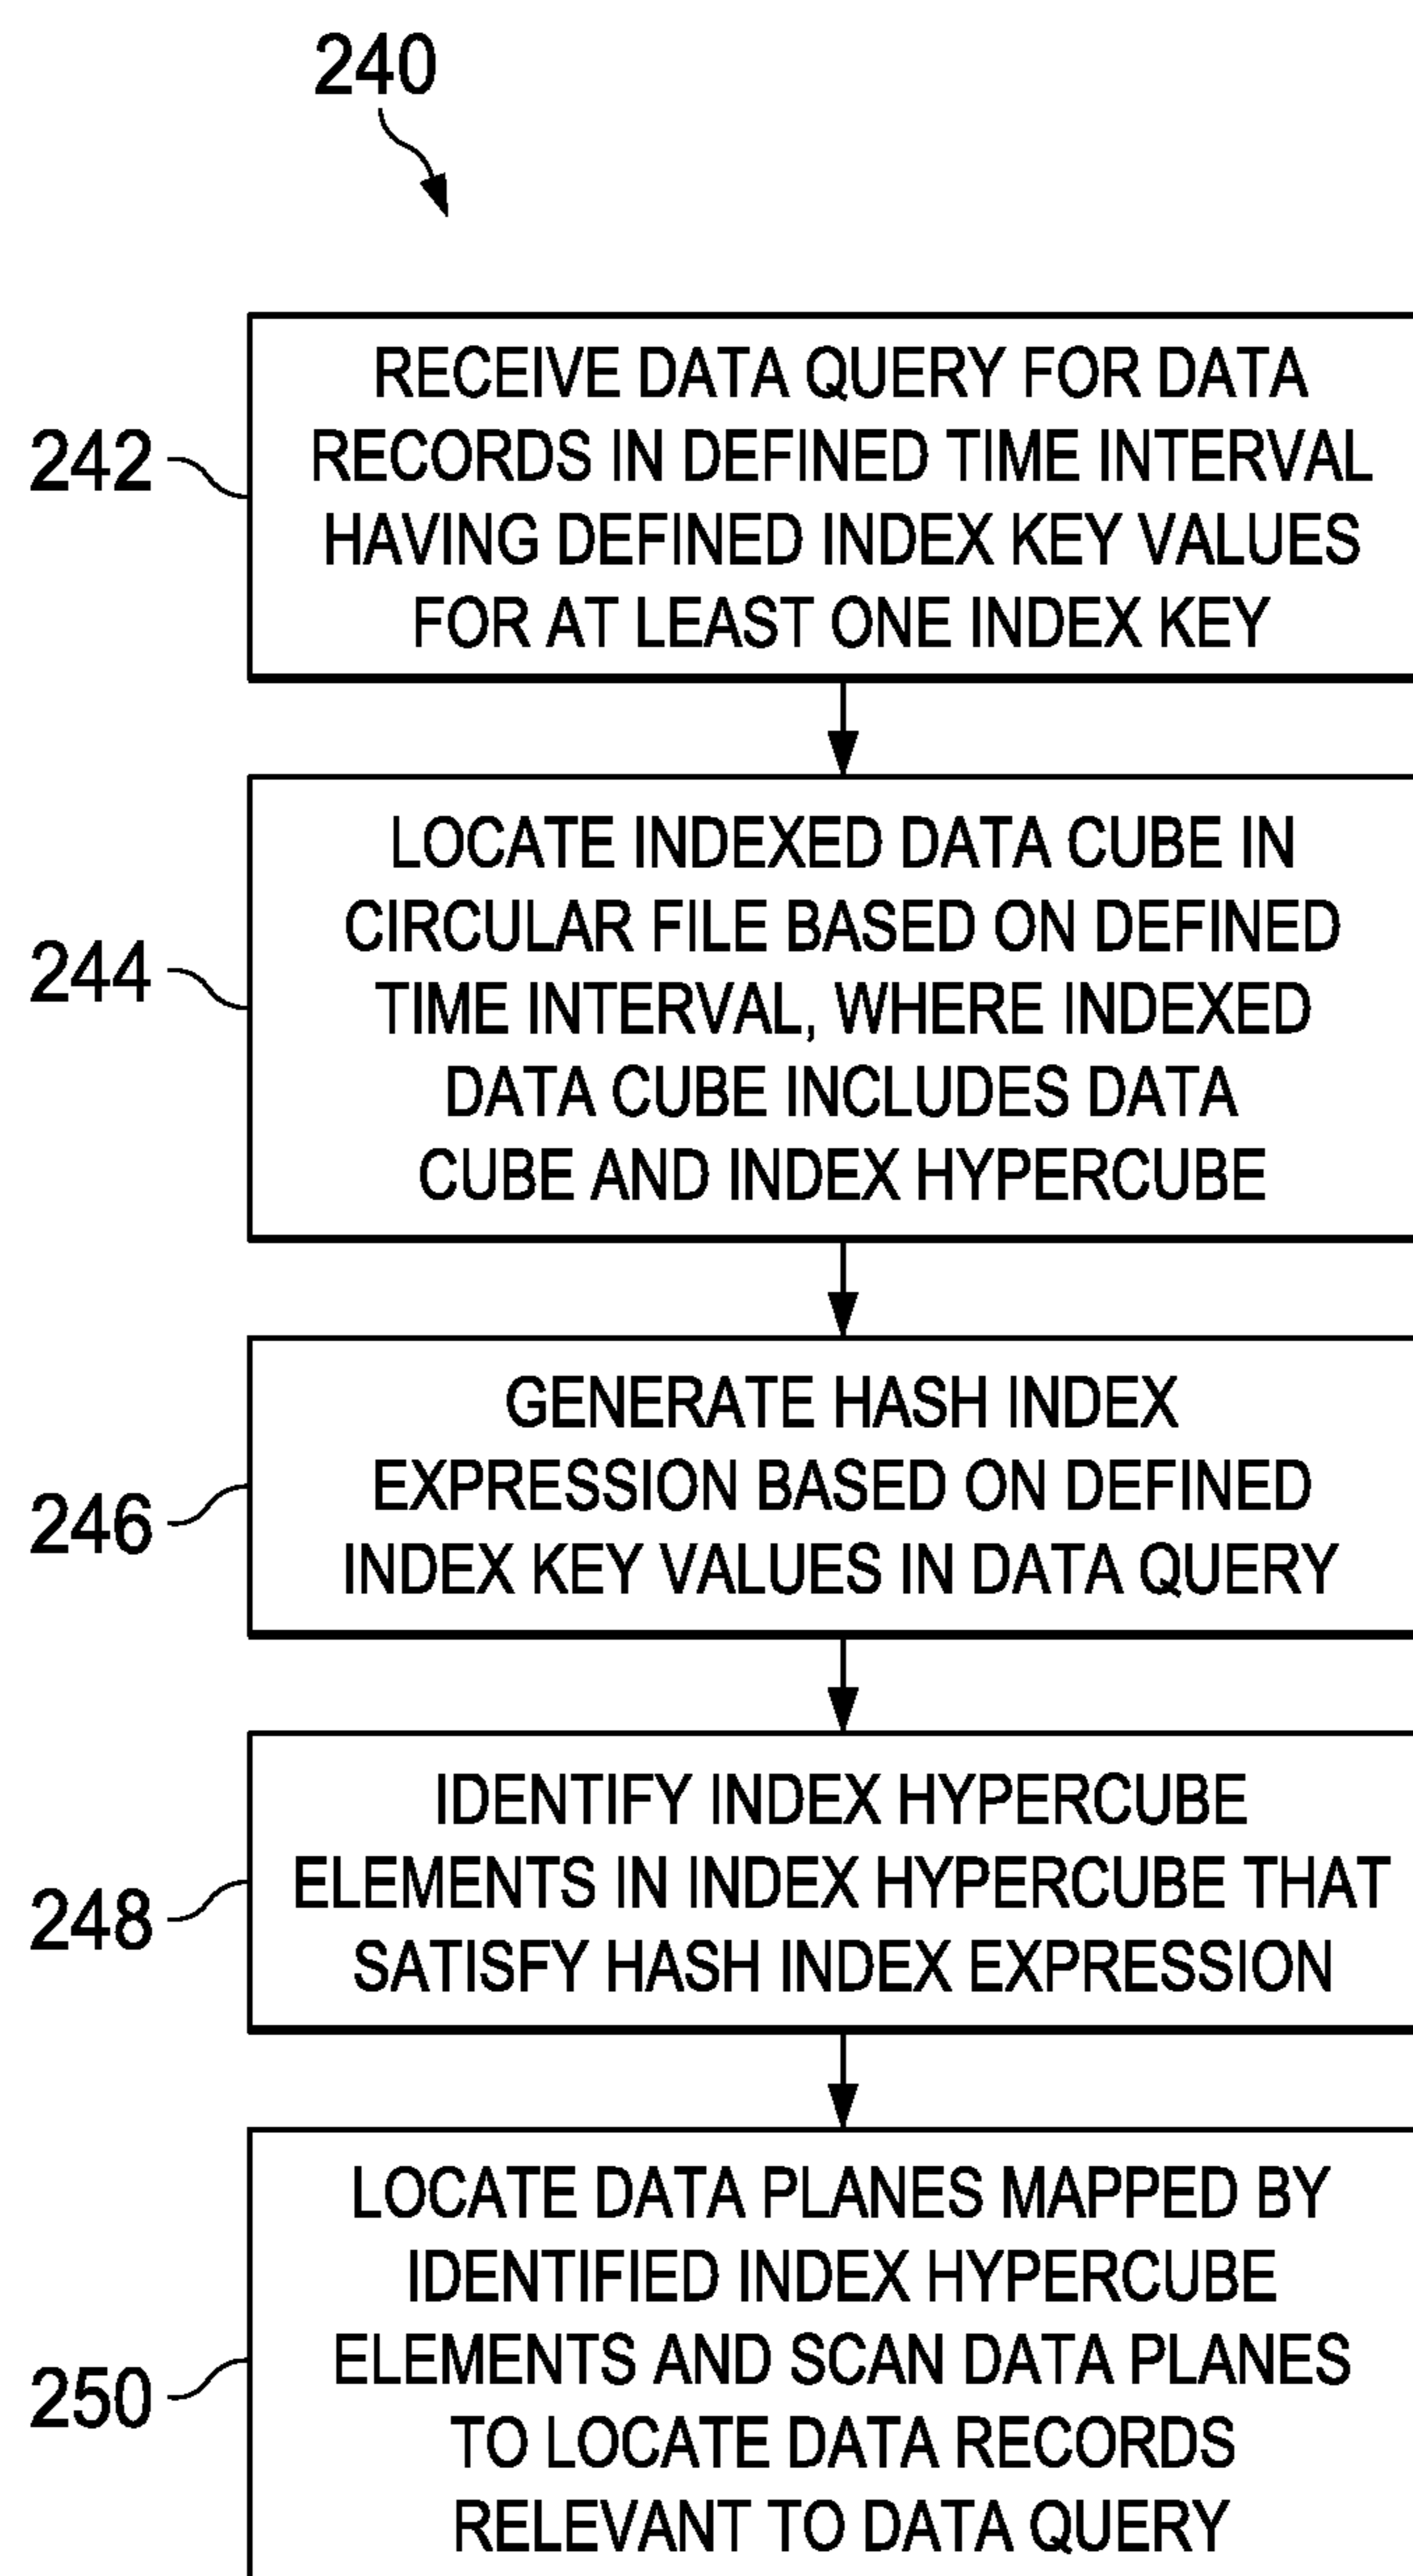 240
242
RECEIVE DATA QUERY FOR DATA
RECORDS IN DEFINED TIME INTERVAL
HAVING DEFINED INDEX KEY VALUES
FOR AT LEAST ONE INDEX KEY
244
LOCATE INDEXED DATA CUBE IN
CIRCULAR FILE BASED ON DEFINED
TIME INTERVAL, WHERE INDEXED
DATA CUBE INCLUDES DATA
CUBE AND INDEX HYPERCUBE
246
GENERATE HASH INDEX
EXPRESSION BASED ON DEFINED
INDEX KEY VALUES IN DATA QUERY
248
IDENTIFY INDEX HYPERCUBE
ELEMENTS IN INDEX HYPERCUBE THAT
SATISFY HASH INDEX EXPRESSION
250
LOCATE DATA PLANES MAPPED BY
IDENTIFIED INDEX HYPERCUBE
ELEMENTS AND SCAN DATA PLANES
TO LOCATE DATA RECORDS
RELEVANT TO DATA QUERY